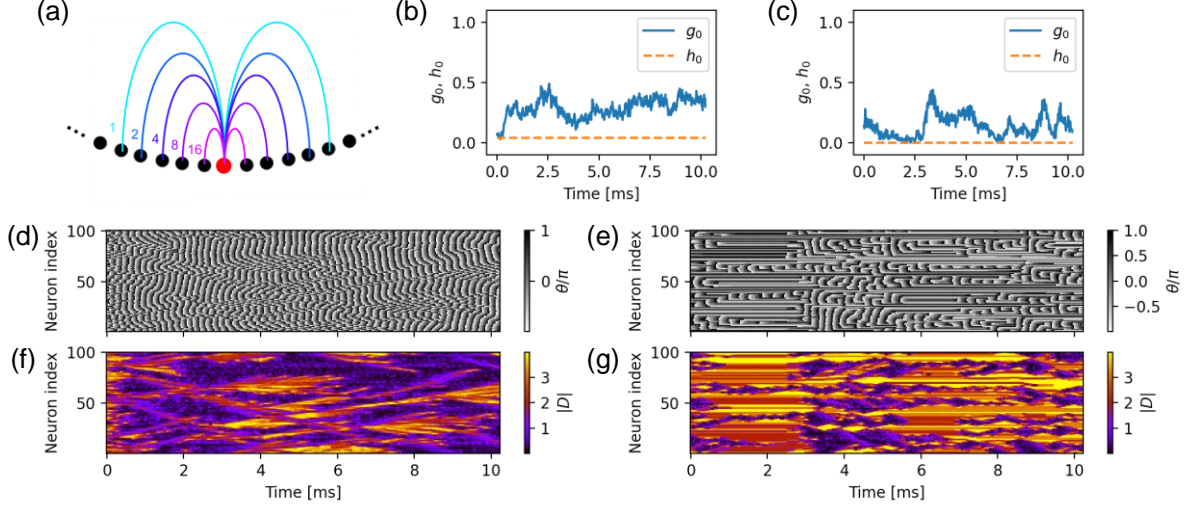 (a)
1
2
4
8
16
(b)
1.0
0.5
0.0
g₀, h₀
g₀
h₀
0.0 2.5 5.0 7.5 10.0
Time [ms]
(c)
1.0
0.5
0.0
g₀, h₀
g₀
h₀
0.0 2.5 5.0 7.5 10.0
Time [ms]
(d)
100
50
Neuron index
1
0
θ/π
(e)
100
50
Neuron index
1.0
0.5
0.0
−0.5
θ/π
(f)
100
50
Neuron index
0 2 4 6 8 10
Time [ms]
3
2
1
|D|
(g)
100
50
Neuron index
0 2 4 6 8 10
Time [ms]
3
2
1
|D|